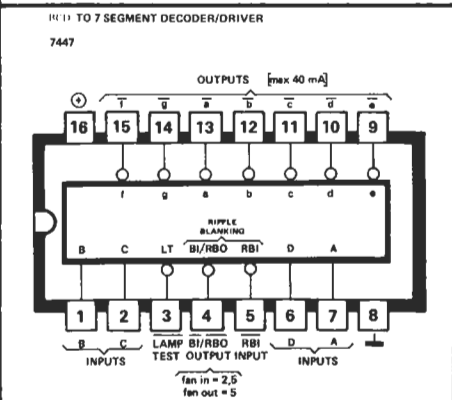 BCD TO 7 SEGMENT DECODER/DRIVER
7447
OUTPUTS [max 40 mA]
f g a b c d e
16 15 14 13 12 11 10 9
f g a b c d e
RIPPLE
BLANKING
B C LT BI/RBO RBI D A
1 2 3 4 5 6 7 8
B C LAMP BI/RBO RBI D A
INPUTS TEST OUTPUT INPUT INPUTS
fan in = 2,5
fan out = 5